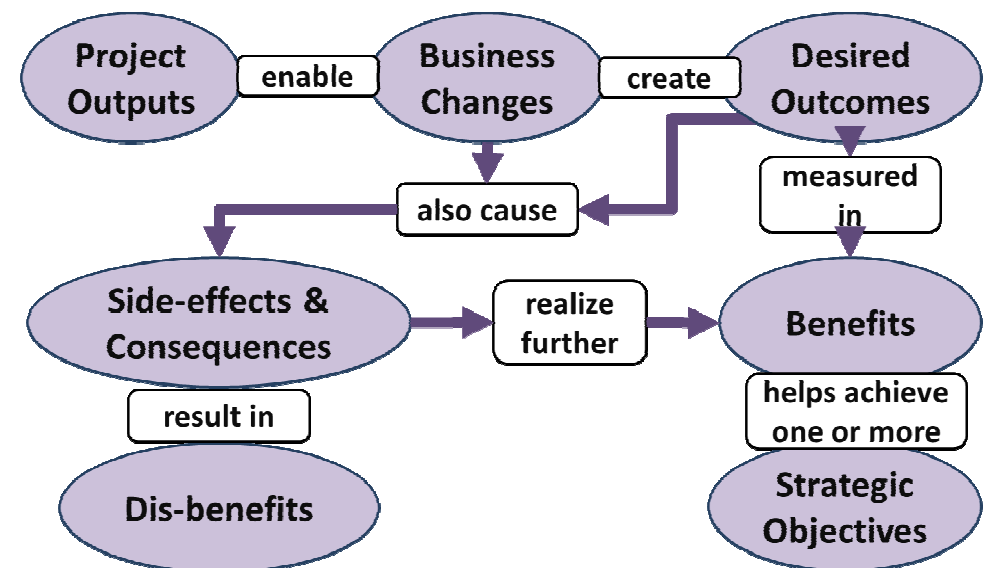 Project
Outputs
enable
Business
Changes
create
Desired
Outcomes
also cause
measured
in
Side-effects &
Consequences
realize
further
Benefits
result in
helps achieve
one or more
Dis-benefits
Strategic
Objectives